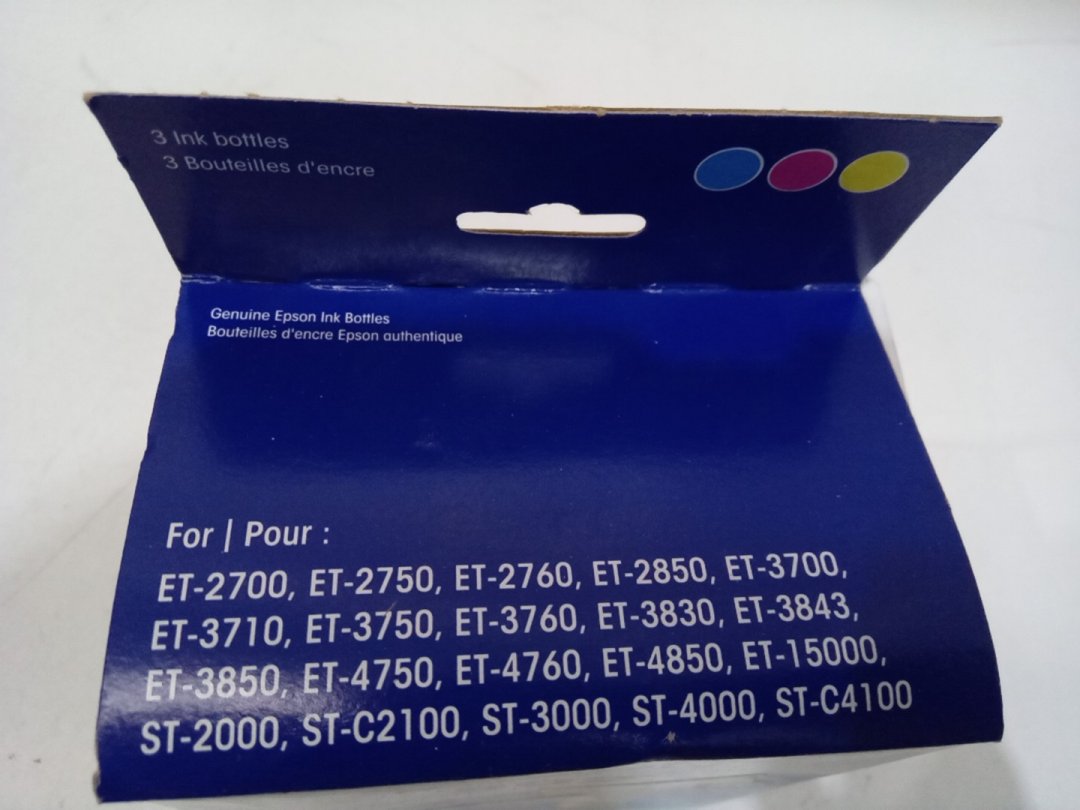 3 Ink bottles
3 Bouteilles d'encre
Genuine Epson Ink Bottles
Bouteilles d'encre Epson authentique
For | Pour :
ET-2700, ET-2750, ET-2760, ET-2850, ET-3700,
ET-3710, ET-3750, ET-3760, ET-3830, ET-3843,
ET-3850, ET-4750, ET-4760, ET-4850, ET-15000,
ST-2000, ST-C2100, ST-3000, ST-4000, ST-C4100